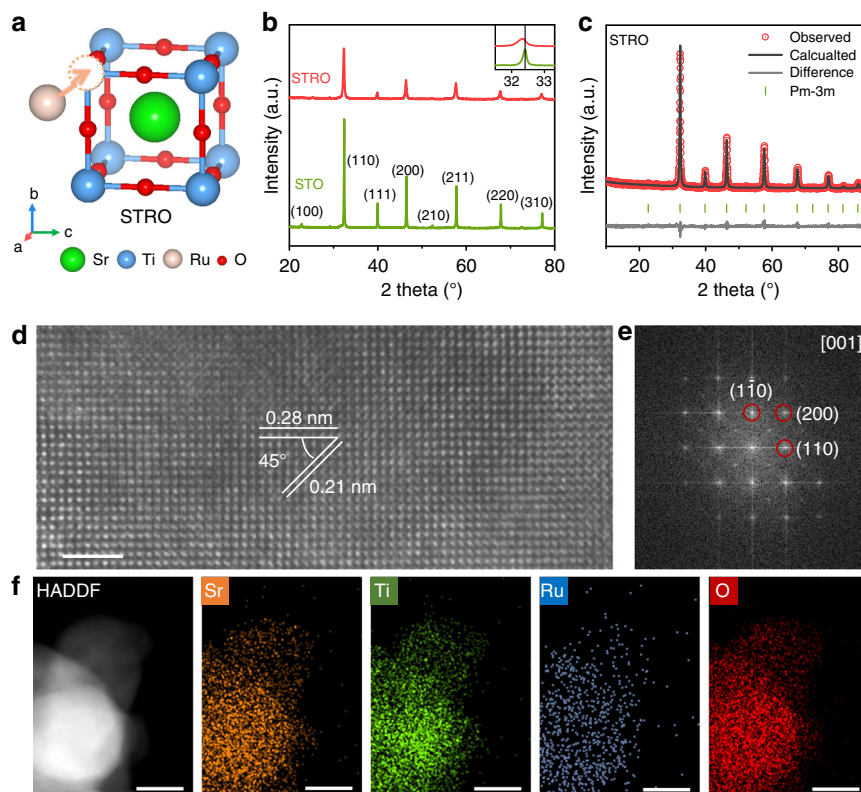 a
STRO
b
a
c
Sr Ti Ru O
b
STRO
STO
32 33
(100)
(110)
(111)
(200)
(210)
(211)
(220)
(310)
Intensity (a.u.)
20 40 60 80
2 theta (°)
c
STRO
Observed
Calcualted
Difference
Pm-3m
Intensity (a.u.)
20 40 60 80
2 theta (°)
d
0.28 nm
45°
0.21 nm
e
[001]
(11̄0)
(200)
(110)
f
HADDF
Sr
Ti
Ru
O